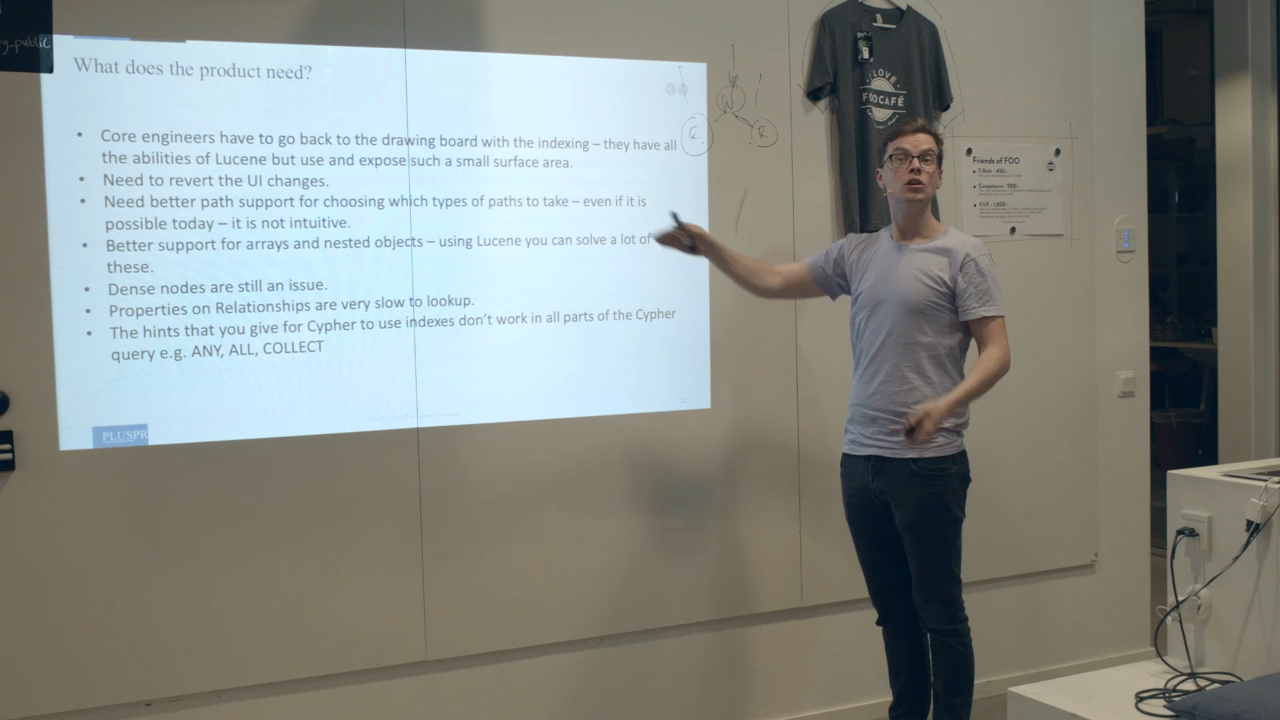 y-public
What does the product need?
• Core engineers have to go back to the drawing board with the indexing – they have all
the abilities of Lucene but use and expose such a small surface area.
• Need to revert the UI changes.
• Need better path support for choosing which types of paths to take – even if it is
possible today – it is not intuitive.
• Better support for arrays and nested objects – using Lucene you can solve a lot of
these.
• Dense nodes are still an issue.
• Properties on Relationships are very slow to lookup.
• The hints that you give for Cypher to use indexes don't work in all parts of the Cypher
query e.g. ANY, ALL, COLLECT
PLUSPR
I LOVE
FOOCAFÉ
Friends of FOO
R